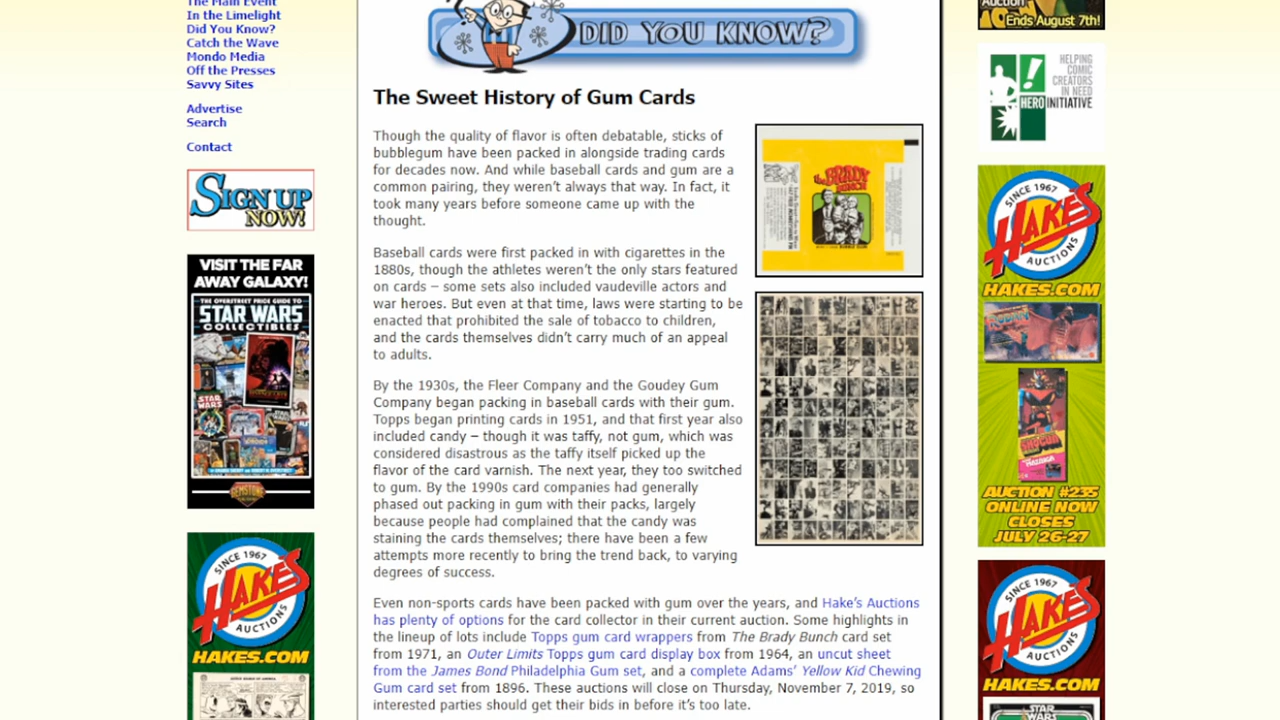 The Main Event
In the Limelight
Did You Know?
Catch the Wave
Mondo Media
Off the Presses
Savvy Sites
Advertise
Search
Contact
SIGN UP
NOW!
VISIT THE FAR
AWAY GALAXY!
THE OVERSTREET PRICE GUIDE TO
STAR WARS
COLLECTIBLES
STAR WARS
GEMSTONE
SINCE 1967
HAKE'S
AUCTIONS
HAKES.COM
DID YOU KNOW?
The Sweet History of Gum Cards
Though the quality of flavor is often debatable, sticks of
bubblegum have been packed in alongside trading cards
for decades now. And while baseball cards and gum are a
common pairing, they weren't always that way. In fact, it
took many years before someone came up with the
thought.
Baseball cards were first packed in with cigarettes in the
1880s, though the athletes weren't the only stars featured
on cards – some sets also included vaudeville actors and
war heroes. But even at that time, laws were starting to be
enacted that prohibited the sale of tobacco to children,
and the cards themselves didn't carry much of an appeal
to adults.
By the 1930s, the Fleer Company and the Goudey Gum
Company began packing in baseball cards with their gum.
Topps began printing cards in 1951, and that first year also
included candy – though it was taffy, not gum, which was
considered disastrous as the taffy itself picked up the
flavor of the card varnish. The next year, they too switched
to gum. By the 1990s card companies had generally
phased out packing in gum with their packs, largely
because people had complained that the candy was
staining the cards themselves; there have been a few
attempts more recently to bring the trend back, to varying
degrees of success.
Even non-sports cards have been packed with gum over the years, and Hake's Auctions
has plenty of options for the card collector in their current auction. Some highlights in
the lineup of lots include Topps gum card wrappers from The Brady Bunch card set
from 1971, an Outer Limits Topps gum card display box from 1964, an uncut sheet
from the James Bond Philadelphia Gum set, and a complete Adams' Yellow Kid Chewing
Gum card set from 1896. These auctions will close on Thursday, November 7, 2019, so
interested parties should get their bids in before it's too late.
the BRADY
BUNCH
Auction
Ends August 7th!
HELPING
COMIC
CREATORS
IN NEED
HERO INITIATIVE
SINCE 1967
HAKE'S
AUCTIONS
HAKES.COM
SHOGUN
AUCTION #235
ONLINE NOW
CLOSES
JULY 26-27
SINCE 1967
HAKE'S
AUCTIONS
HAKES.COM
STAR WARS